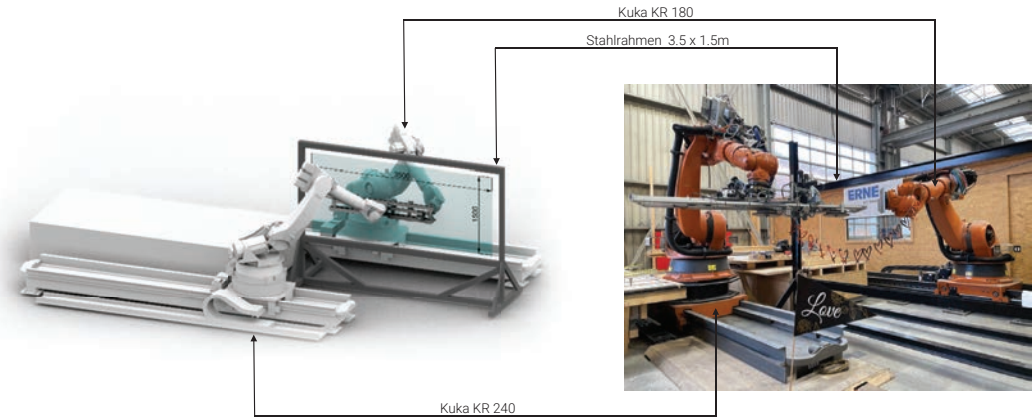 Kuka KR 180
Stahlrahmen 3.5 x 1.5m
ERNE
1500
Love
Kuka KR 240